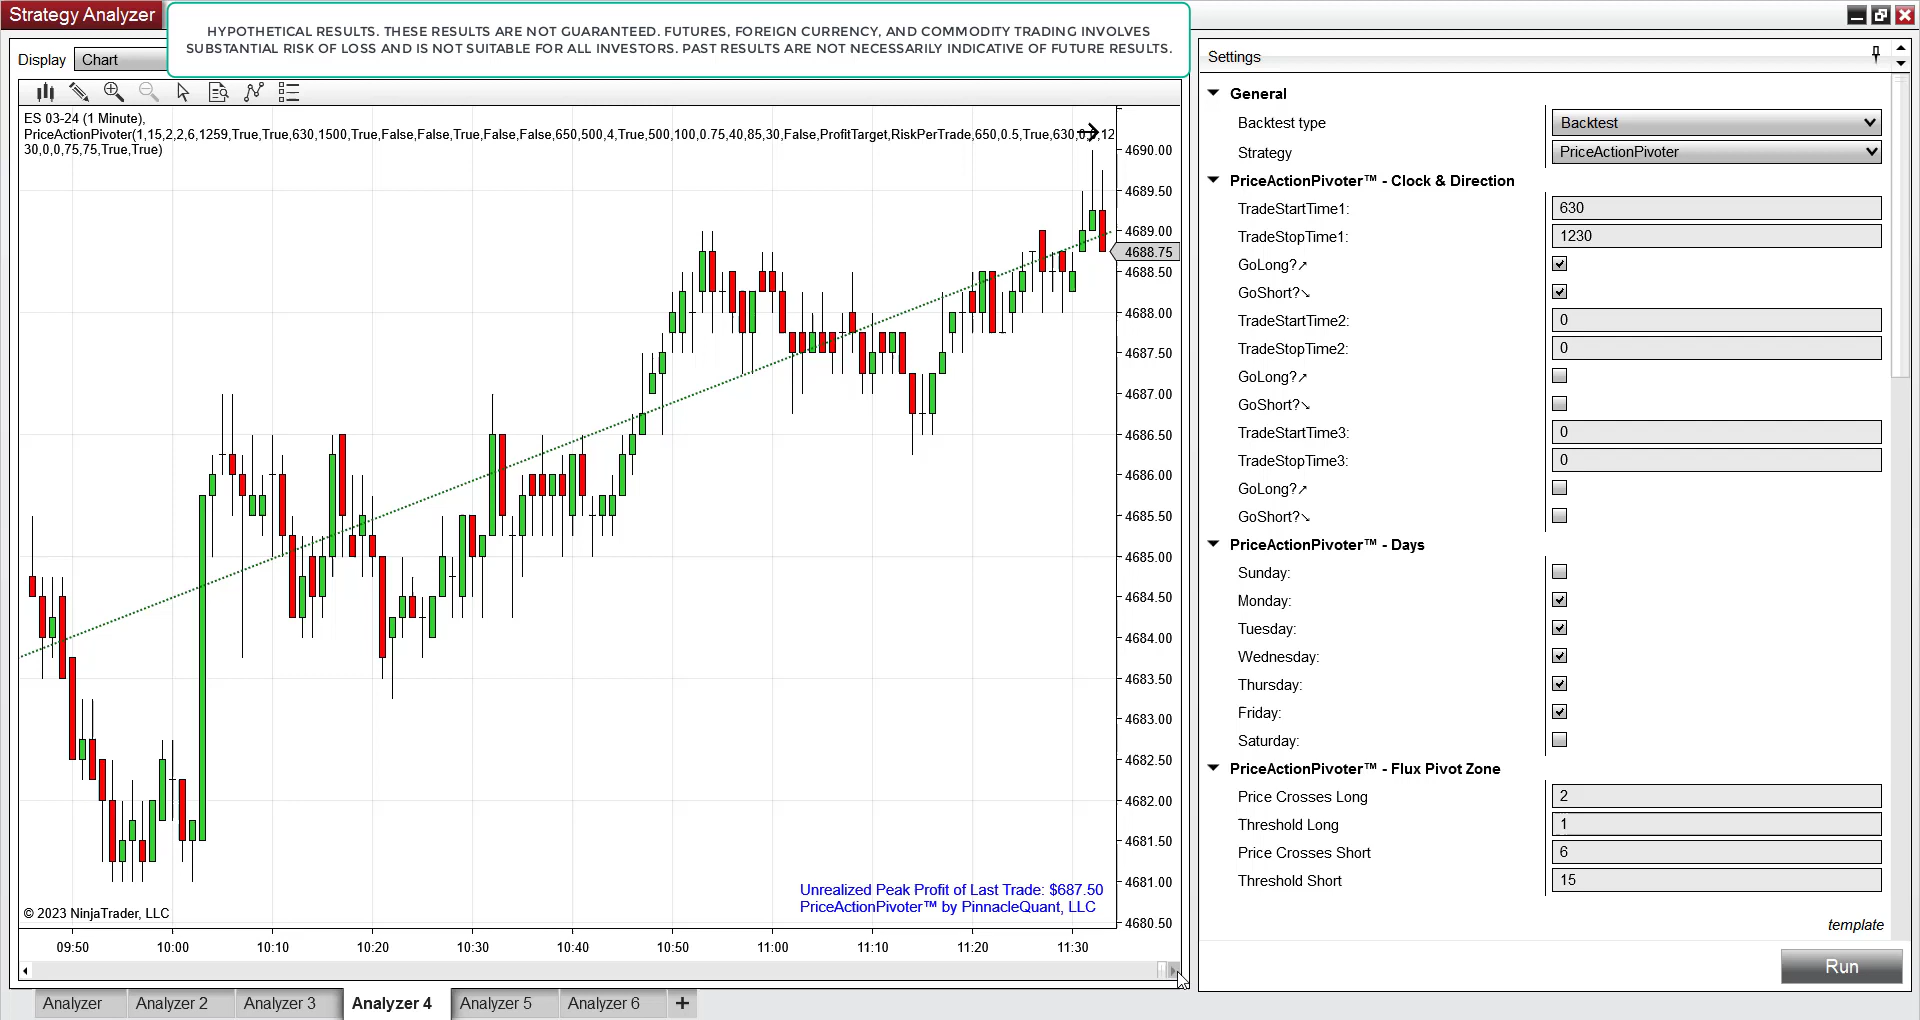 Strategy Analyzer
HYPOTHETICAL RESULTS. THESE RESULTS ARE NOT GUARANTEED. FUTURES, FOREIGN CURRENCY, AND COMMODITY TRADING INVOLVES
SUBSTANTIAL RISK OF LOSS AND IS NOT SUITABLE FOR ALL INVESTORS. PAST RESULTS ARE NOT NECESSARILY INDICATIVE OF FUTURE RESULTS.
Display Chart
ES 03-24 (1 Minute),
PriceActionPivoter(1,15,2,2,6,1259,True,True,630,1500,True,False,False,True,False,False,650,500,4,True,500,100,0.75,40,85,30,False,ProfitTarget,RiskPerTrade,650,0.5,True,630,
30,0,0,75,75,True,True)
4690.00
4689.50
4689.00
4688.75
4688.50
4688.00
4687.50
4687.00
4686.50
4686.00
4685.50
4685.00
4684.50
4684.00
4683.50
4683.00
4682.50
4682.00
4681.50
4681.00
4680.50
Unrealized Peak Profit of Last Trade: $687.50
PriceActionPivoter™ by PinnacleQuant, LLC
© 2023 NinjaTrader, LLC
09:50 10:00 10:10 10:20 10:30 10:40 10:50 11:00 11:10 11:20 11:30
Analyzer Analyzer 2 Analyzer 3 Analyzer 4 Analyzer 5 Analyzer 6 +
Settings
General
Backtest type Backtest
Strategy PriceActionPivoter
PriceActionPivoter™ - Clock & Direction
TradeStartTime1: 630
TradeStopTime1: 1230
GoLong?↗
GoShort?↘
TradeStartTime2: 0
TradeStopTime2: 0
GoLong?↗
GoShort?↘
TradeStartTime3: 0
TradeStopTime3: 0
GoLong?↗
GoShort?↘
PriceActionPivoter™ - Days
Sunday:
Monday:
Tuesday:
Wednesday:
Thursday:
Friday:
Saturday:
PriceActionPivoter™ - Flux Pivot Zone
Price Crosses Long 2
Threshold Long 1
Price Crosses Short 6
Threshold Short 15
template
Run